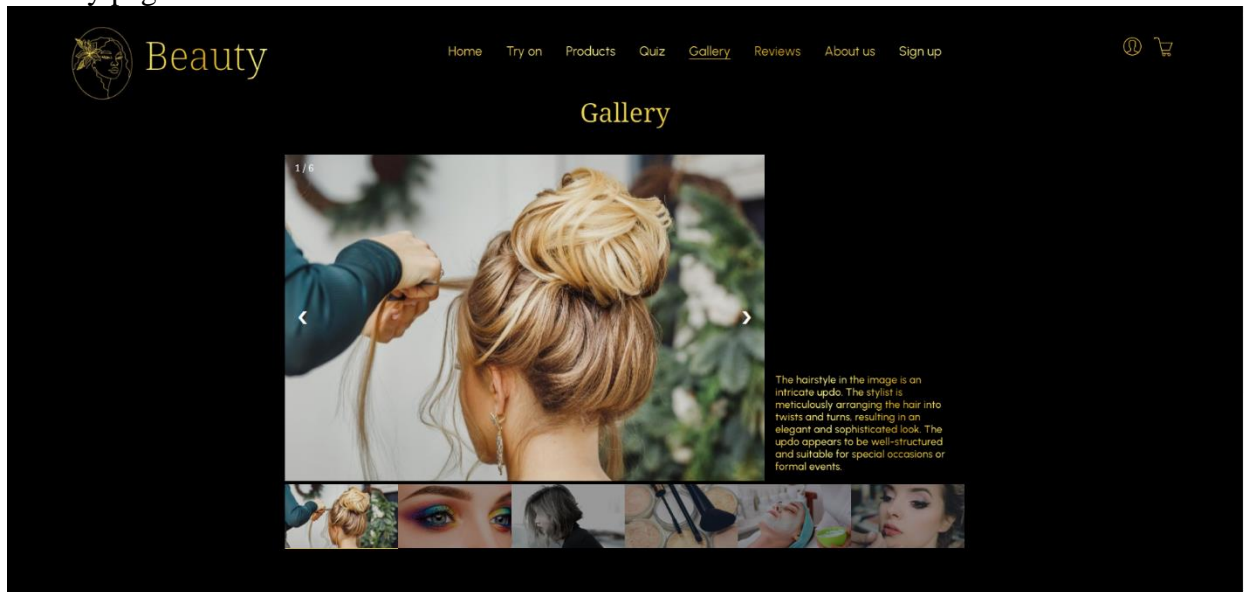 Beauty
Home Try on Products Quiz Gallery Reviews About us Sign up
Gallery
1 / 6
The hairstyle in the image is an
intricate updo. The stylist is
meticulously arranging the hair into
twists and turns, resulting in an
elegant and sophisticated look. The
updo appears to be well-structured
and suitable for special occasions or
formal events.